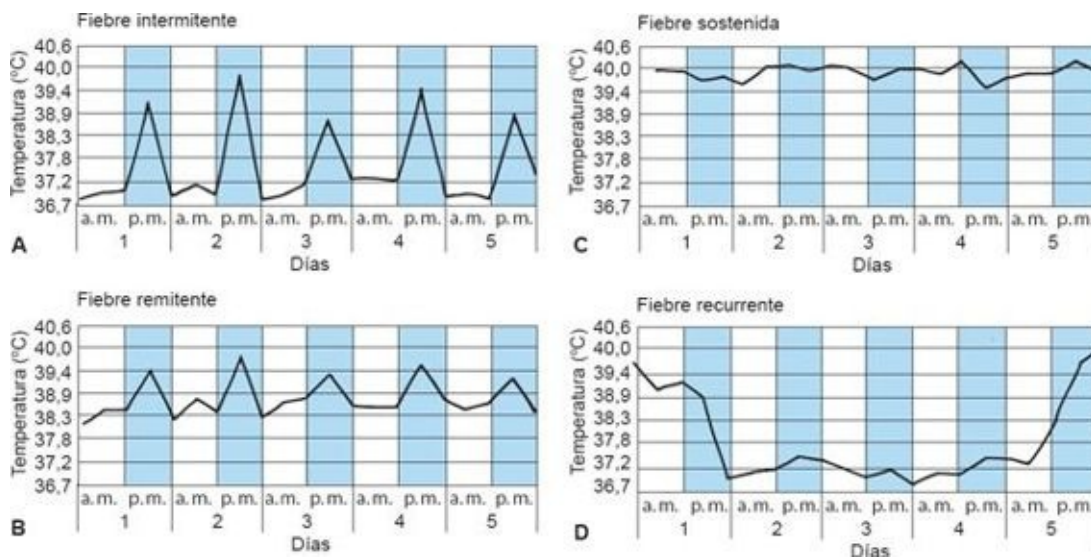 Fiebre intermitente
Temperatura (ºC)
40,6
40,0
39,4
38,9
38,3
37,8
37,2
36,7
a. m. p. m. a. m. p. m. a. m. p. m. a. m. p. m. a. m. p. m.
1 2 3 4 5
A
Días
Fiebre remitente
Temperatura (ºC)
40,6
40,0
39,4
38,9
38,3
37,8
37,2
36,7
a. m. p. m. a. m. p. m. a. m. p. m. a. m. p. m. a. m. p. m.
1 2 3 4 5
B
Días
Fiebre sostenida
Temperatura (ºC)
40,6
40,0
39,4
38,9
38,3
37,8
37,2
36,7
a. m. p. m. a. m. p. m. a. m. p. m. a. m. p. m. a. m. p. m.
1 2 3 4 5
C
Días
Fiebre recurrente
Temperatura (ºC)
40,6
40,0
39,4
38,9
38,3
37,8
37,2
36,7
a. m. p. m. a. m. p. m. a. m. p. m. a. m. p. m. a. m. p. m.
1 2 3 4 5
D
Días